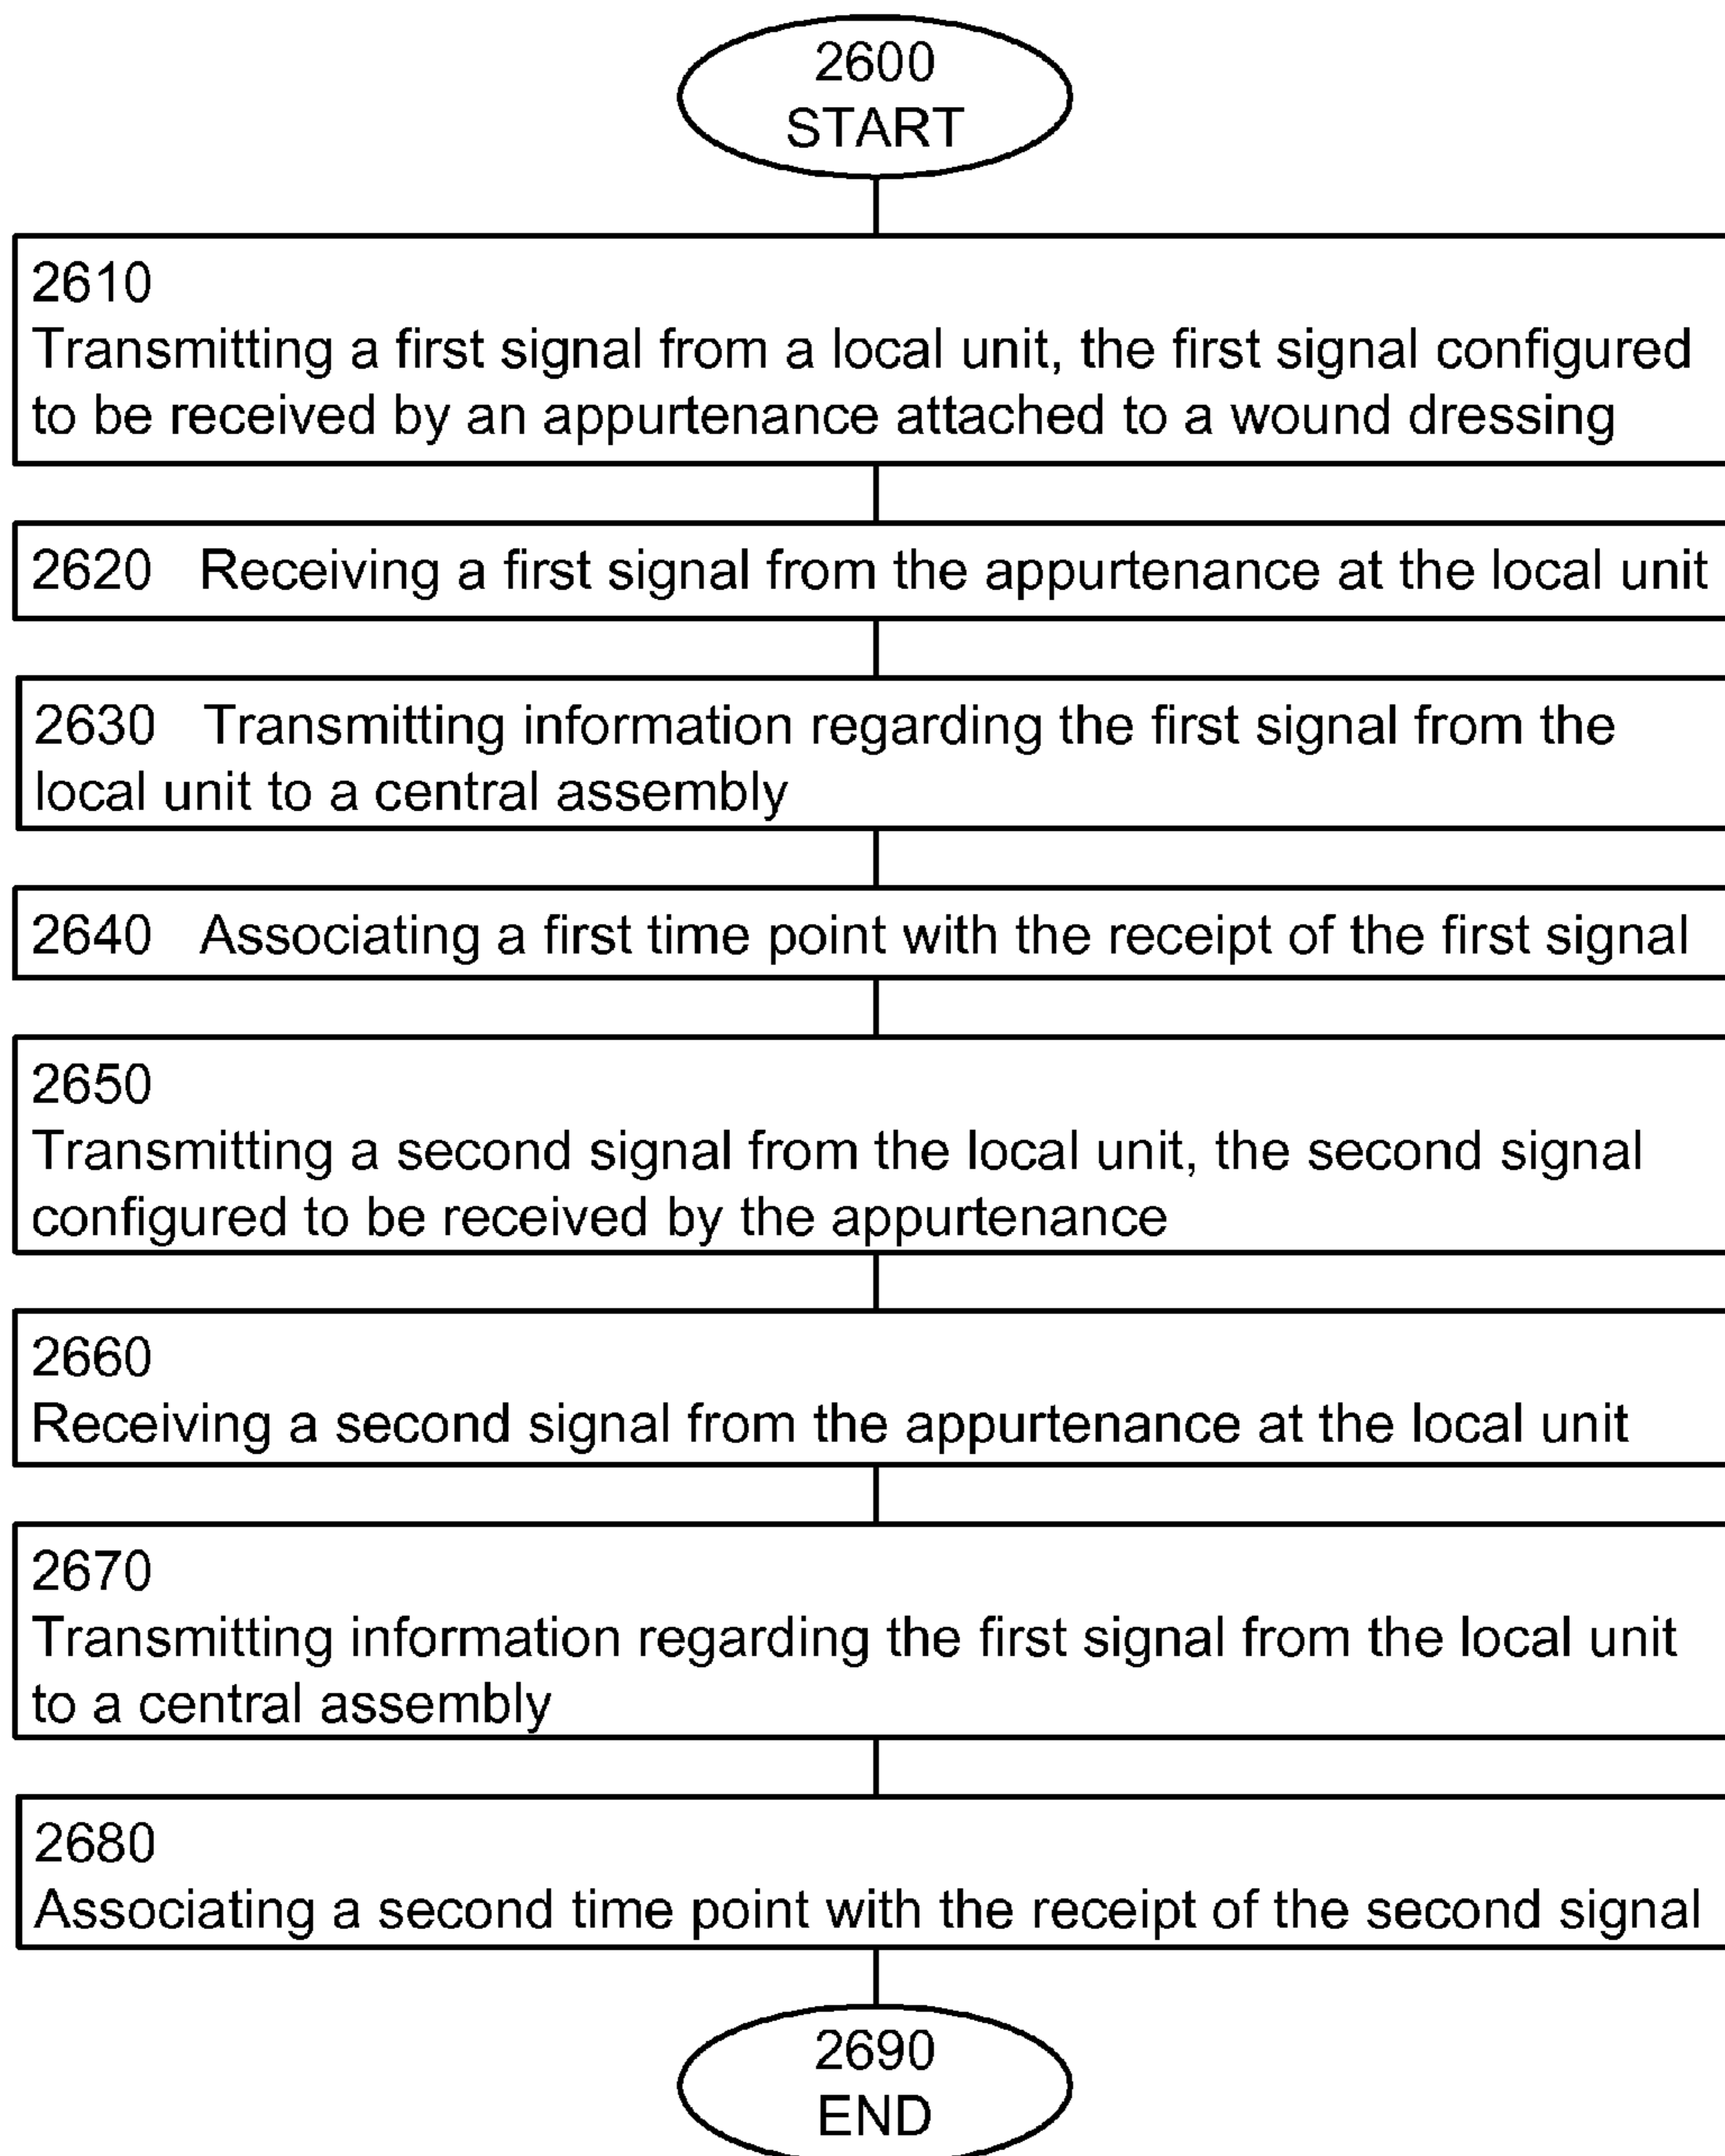 2600
START
2610
Transmitting a first signal from a local unit, the first signal configured
to be received by an appurtenance attached to a wound dressing
2620 Receiving a first signal from the appurtenance at the local unit
2630 Transmitting information regarding the first signal from the
local unit to a central assembly
2640 Associating a first time point with the receipt of the first signal
2650
Transmitting a second signal from the local unit, the second signal
configured to be received by the appurtenance
2660
Receiving a second signal from the appurtenance at the local unit
2670
Transmitting information regarding the first signal from the local unit
to a central assembly
2680
Associating a second time point with the receipt of the second signal
2690
END